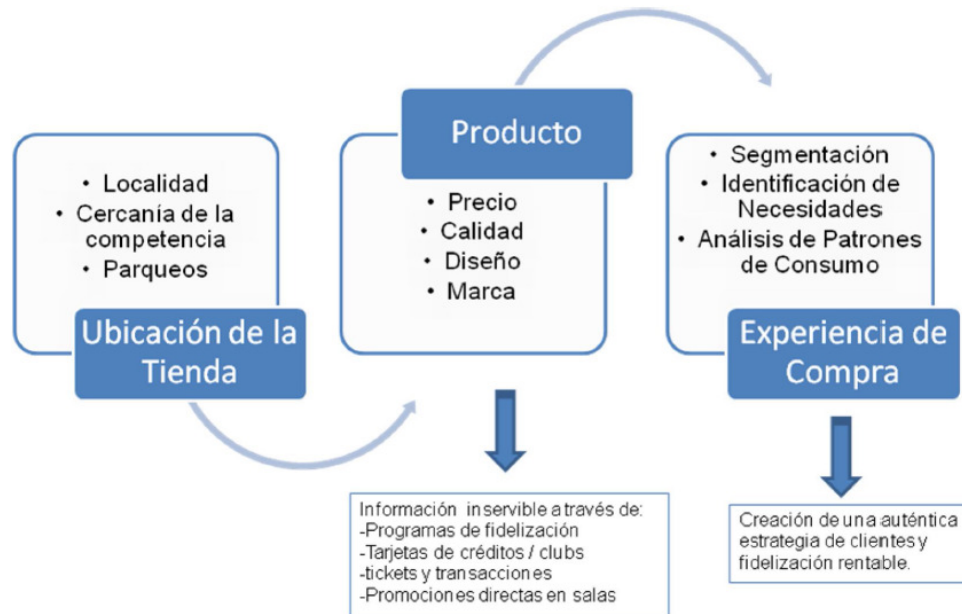 • Localidad
• Cercanía de la
competencia
• Parqueos
Ubicación de la
Tienda
Producto
• Precio
• Calidad
• Diseño
• Marca
• Segmentación
• Identificación de
Necesidades
• Análisis de Patrones
de Consumo
Experiencia de
Compra
Información inservible a través de:
-Programas de fidelización
-Tarjetas de créditos / clubs
-tickets y transacciones
-Promociones directas en salas
Creación de una auténtica
estrategia de clientes y
fidelización rentable.